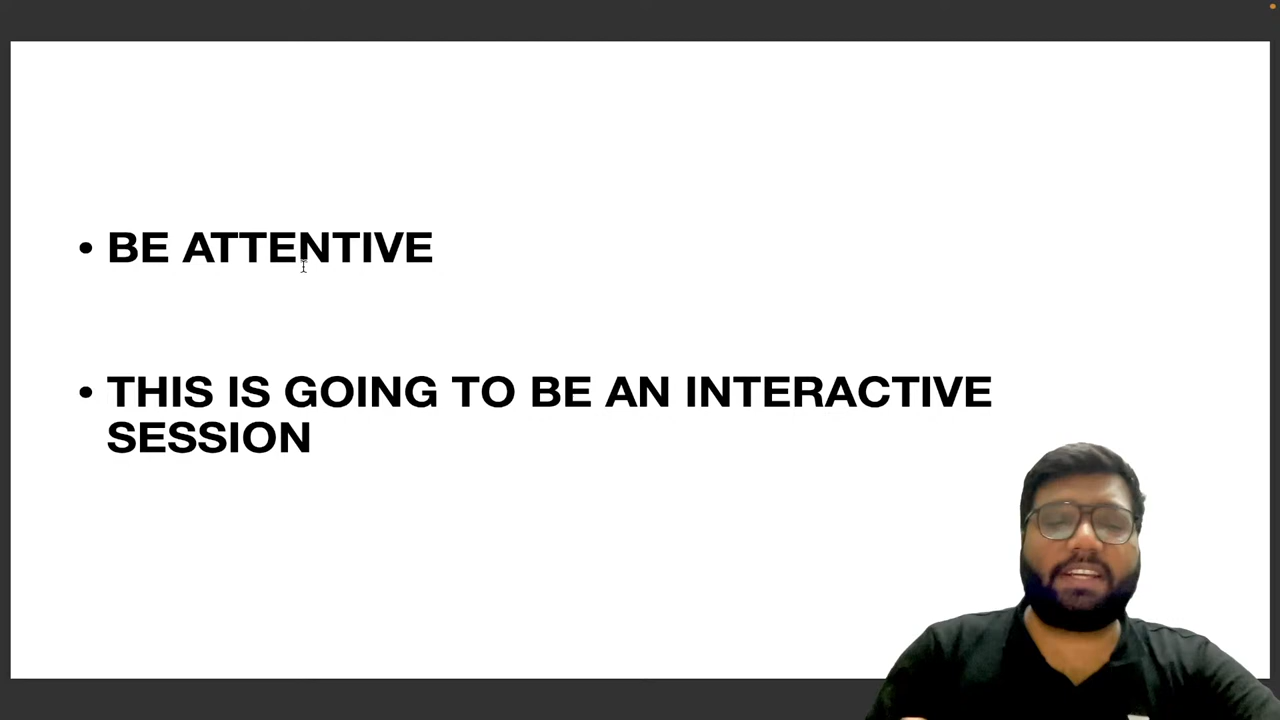 • BE ATTENTIVE
• THIS IS GOING TO BE AN INTERACTIVE
SESSION